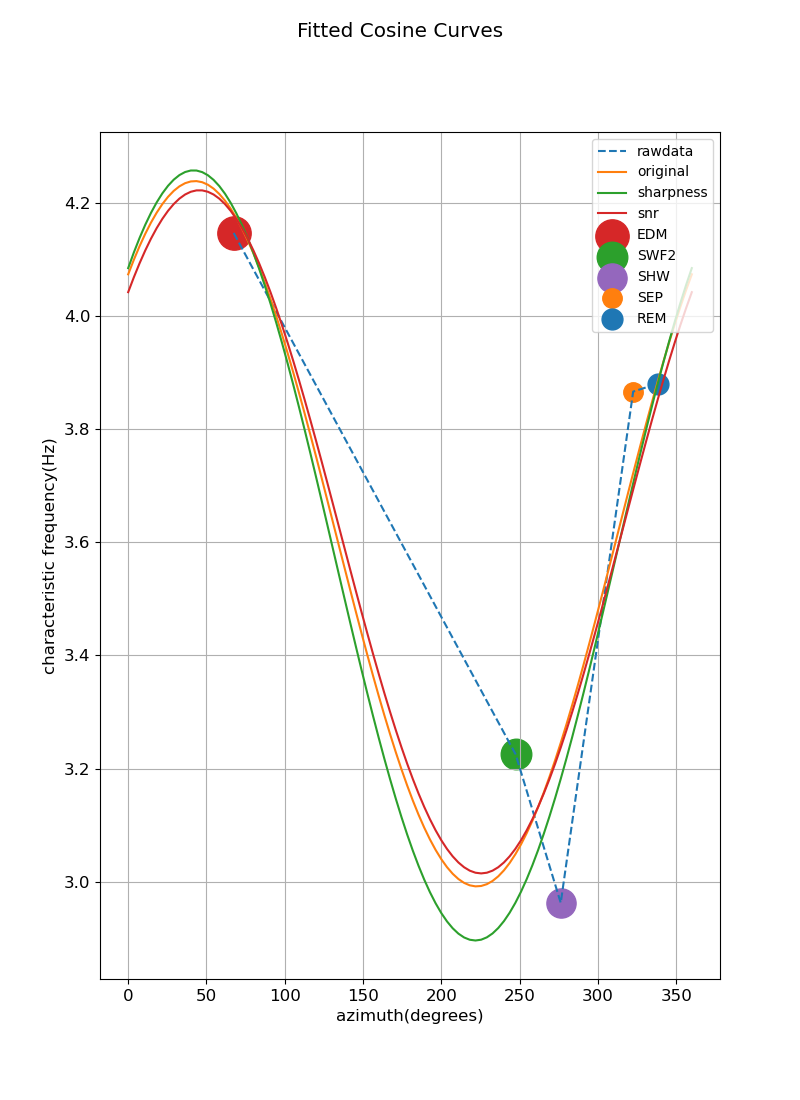 Fitted Cosine Curves
rawdata
original
sharpness
snr
EDM
SWF2
SHW
SEP
REM
4.2
4.0
3.8
3.6
3.4
3.2
3.0
characteristic frequency(Hz)
0 50 100 150 200 250 300 350
azimuth(degrees)